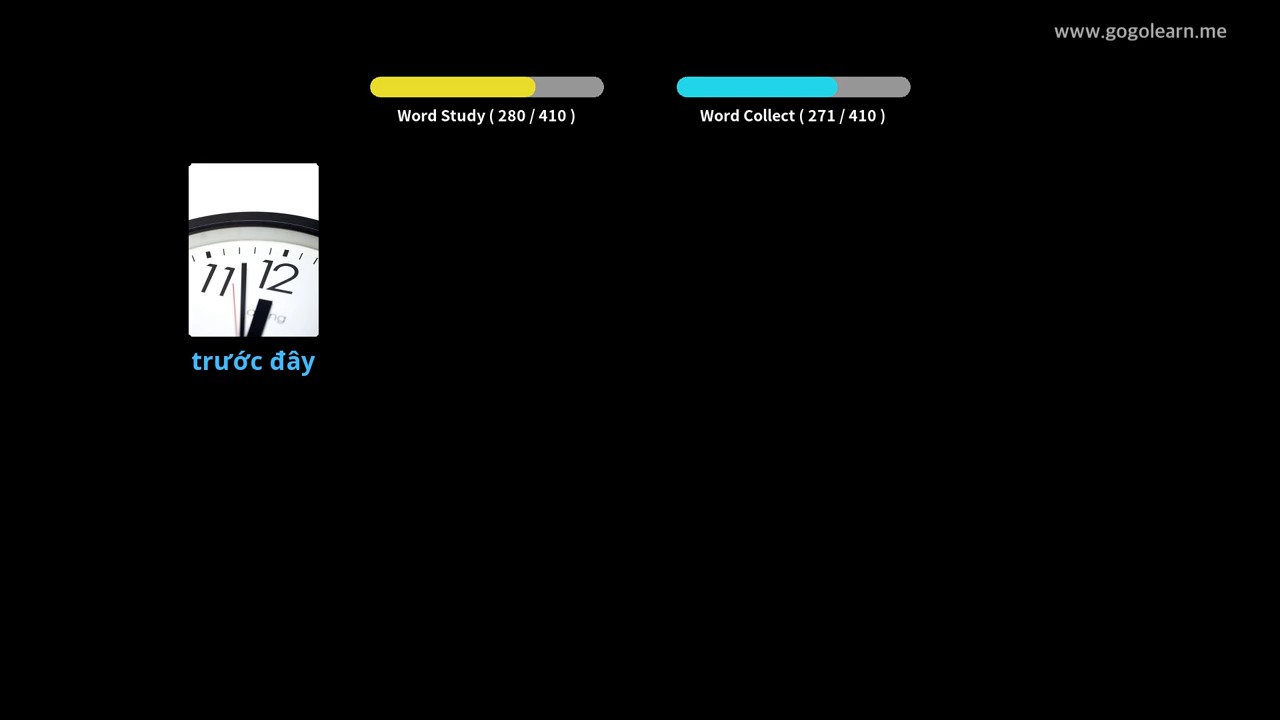 www.gogolearn.me
Word Study ( 280 / 410 )
Word Collect ( 271 / 410 )
11 12
trước đây